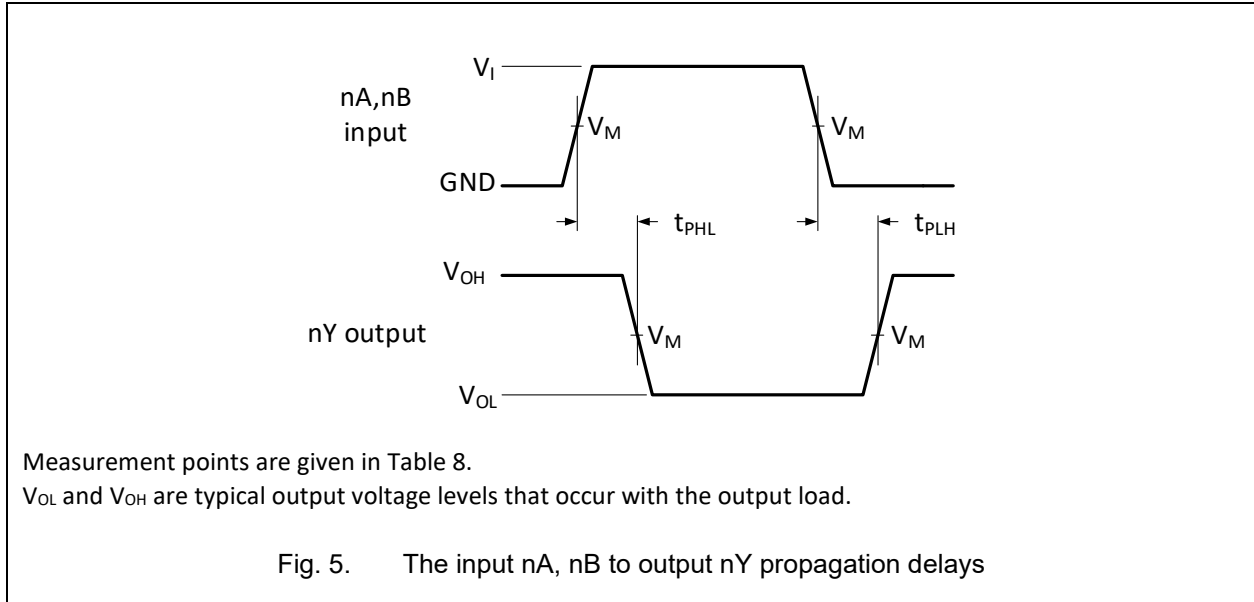 V_I
nA,nB
input
V_M
V_M
GND
t_PHL
t_PLH
V_OH
nY output
V_M
V_M
V_OL
Measurement points are given in Table 8.
V_OL and V_OH are typical output voltage levels that occur with the output load.
Fig. 5. The input nA, nB to output nY propagation delays